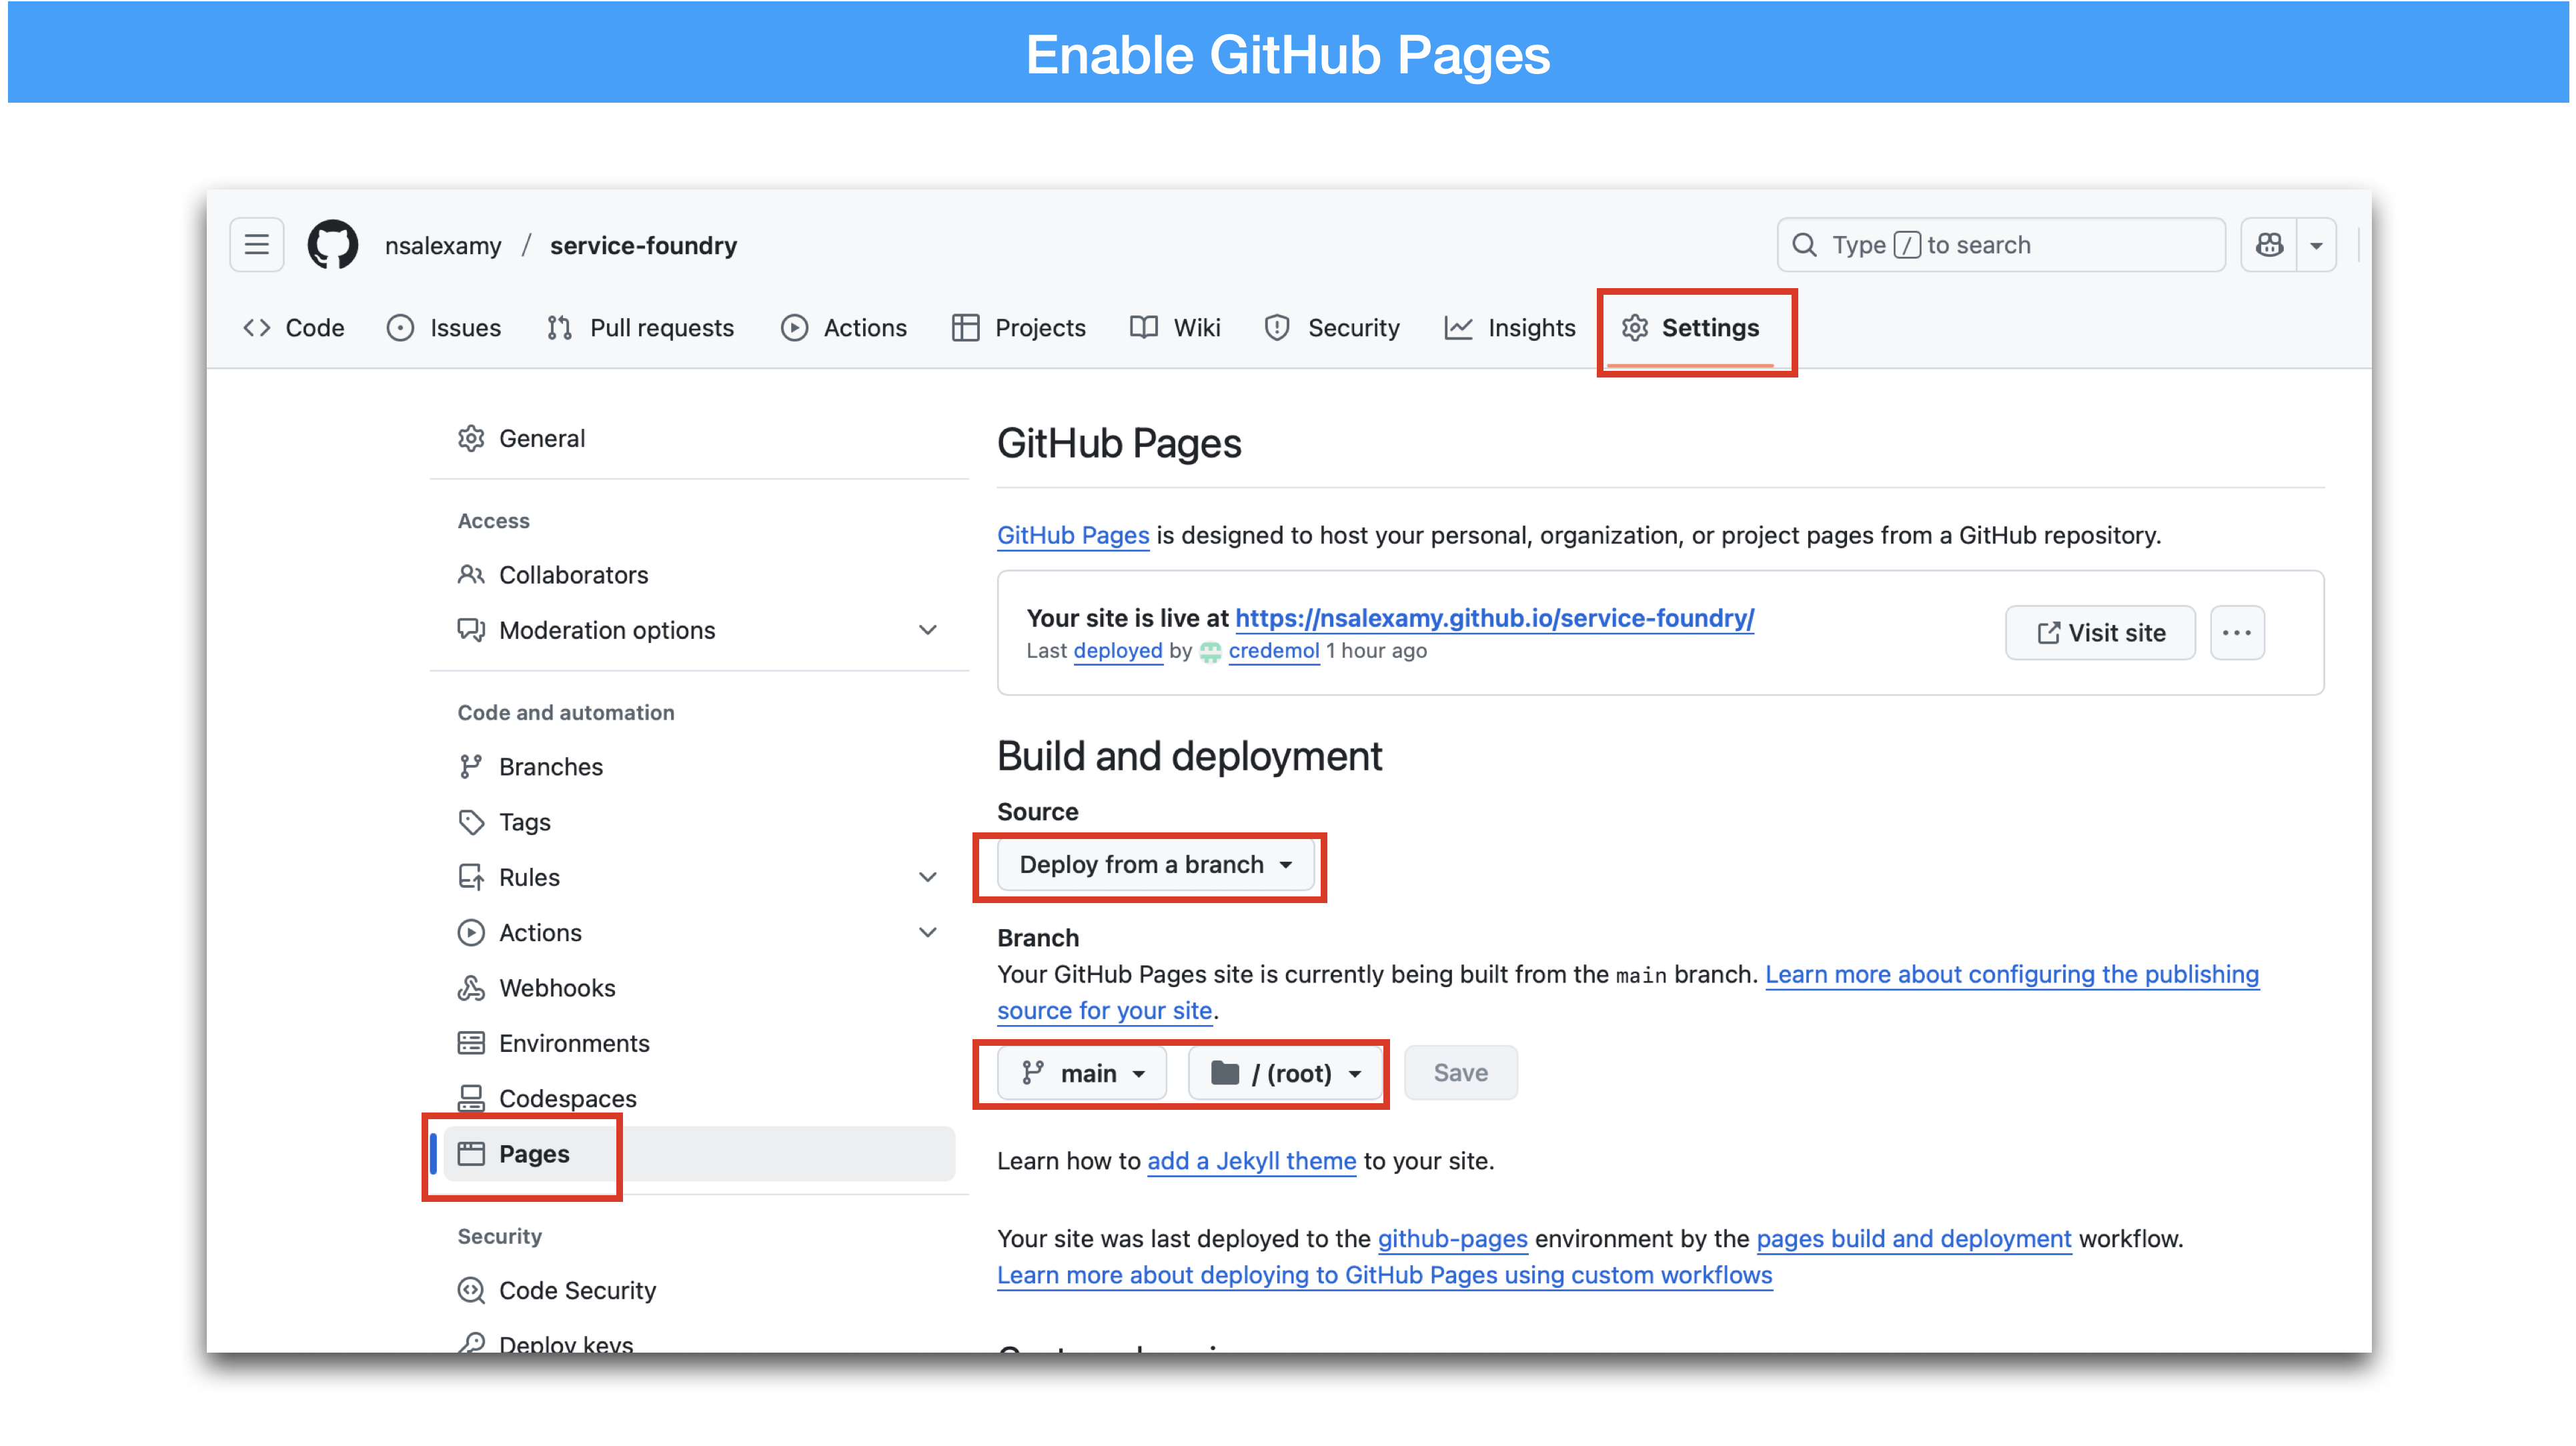 Enable GitHub Pages
nsalexamy / service-foundry
Type / to search
Code Issues Pull requests Actions Projects Wiki Security Insights Settings
General
Access
Collaborators
Moderation options
Code and automation
Branches
Tags
Rules
Actions
Webhooks
Environments
Codespaces
Pages
Security
Code Security
Deploy keys
GitHub Pages
GitHub Pages is designed to host your personal, organization, or project pages from a GitHub repository.
Your site is live at https://nsalexamy.github.io/service-foundry/
Last deployed by credemol 1 hour ago
Visit site
Build and deployment
Source
Deploy from a branch
Branch
Your GitHub Pages site is currently being built from the main branch. Learn more about configuring the publishing
source for your site.
main / (root) Save
Learn how to add a Jekyll theme to your site.
Your site was last deployed to the github-pages environment by the pages build and deployment workflow.
Learn more about deploying to GitHub Pages using custom workflows